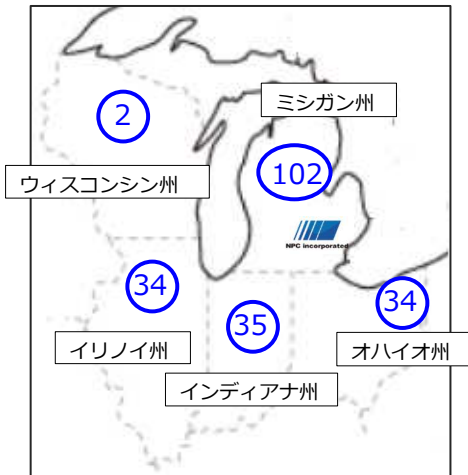 ミシガン州
2
102
ウィスコンシン州
NPC incorporated
34
34
35
イリノイ州
オハイオ州
インディアナ州